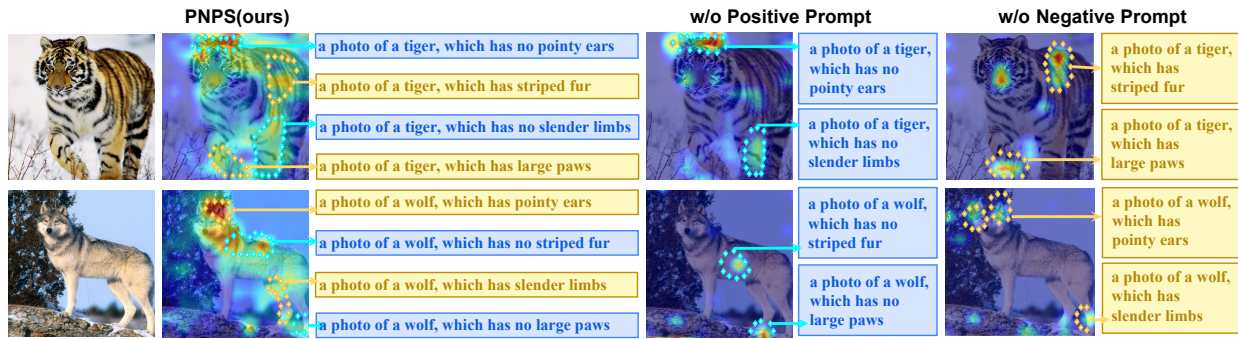 PNPS(ours)
w/o Positive Prompt
w/o Negative Prompt
a photo of a tiger, which has no pointy ears
a photo of a tiger, which has striped fur
a photo of a tiger, which has no slender limbs
a photo of a tiger, which has large paws
a photo of a tiger,
which has no
pointy ears
a photo of a tiger,
which has no
slender limbs
a photo of a tiger,
which has
striped fur
a photo of a tiger,
which has
large paws
a photo of a wolf, which has pointy ears
a photo of a wolf, which has no striped fur
a photo of a wolf, which has slender limbs
a photo of a wolf, which has no large paws
a photo of a wolf,
which has no
striped fur
a photo of a wolf,
which has no
large paws
a photo of a wolf,
which has
pointy ears
a photo of a wolf,
which has
slender limbs